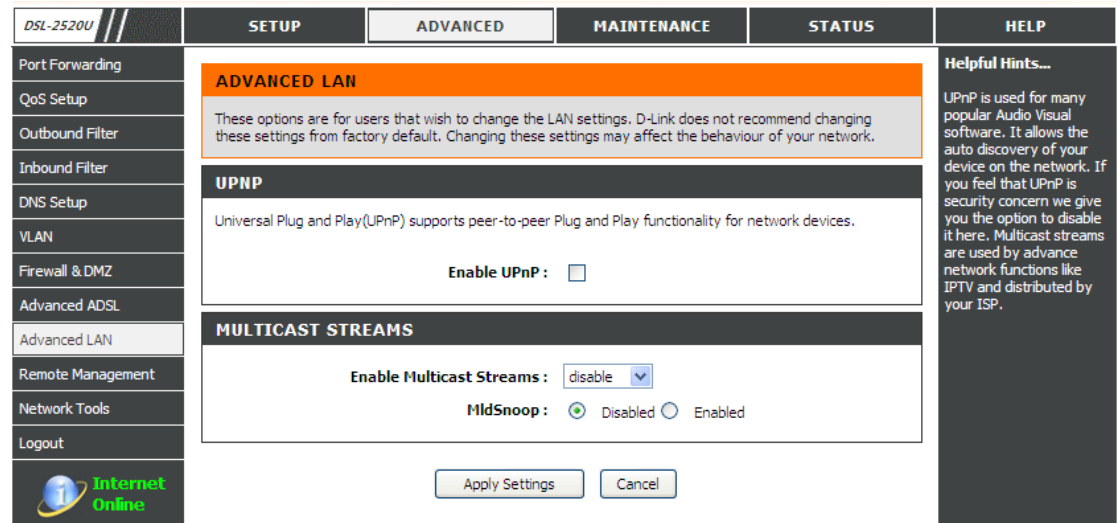 DSL-2520U
SETUP
ADVANCED
MAINTENANCE
STATUS
HELP
Port Forwarding
QoS Setup
Outbound Filter
Inbound Filter
DNS Setup
VLAN
Firewall & DMZ
Advanced ADSL
Advanced LAN
Remote Management
Network Tools
Logout
Internet
Online
ADVANCED LAN
These options are for users that wish to change the LAN settings. D-Link does not recommend changing
these settings from factory default. Changing these settings may affect the behaviour of your network.
UPNP
Universal Plug and Play(UPnP) supports peer-to-peer Plug and Play functionality for network devices.
Enable UPnP :
MULTICAST STREAMS
Enable Multicast Streams : disable
MldSnoop : Disabled Enabled
Apply Settings Cancel
Helpful Hints...
UPnP is used for many
popular Audio Visual
software. It allows the
auto discovery of your
device on the network. If
you feel that UPnP is
security concern we give
you the option to disable
it here. Multicast streams
are used by advance
network functions like
IPTV and distributed by
your ISP.